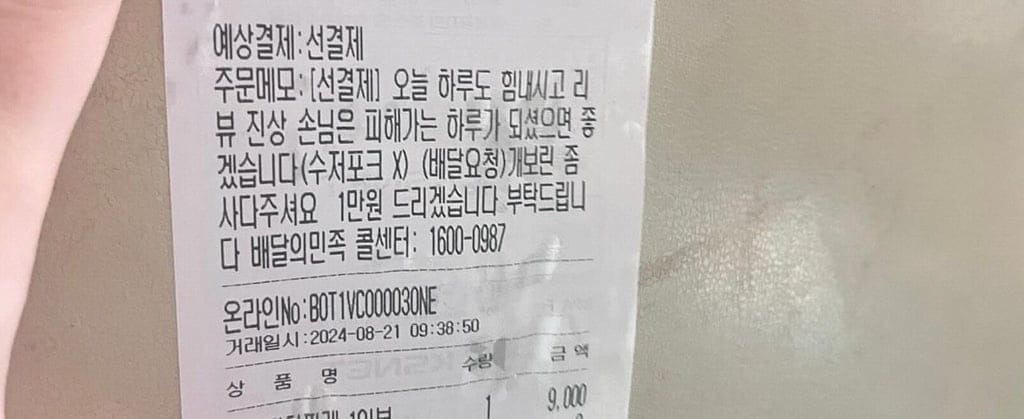 예상결제:선결제
주문메모:[선결제] 오늘 하루도 힘내시고 리
뷰 진상 손님은 피해가는 하루가 되셨으면 좋
겠습니다(수저포크 X) (배달요청)개보린 좀
사다주셔요 1만원 드리겠습니다 부탁드립니
다 배달의민족 콜센터: 1600-0987
온라인No:B0T1VC000030NE
거래일시:2024-08-21 09:38:50
상 품 명 수량 금 액
1 9,000